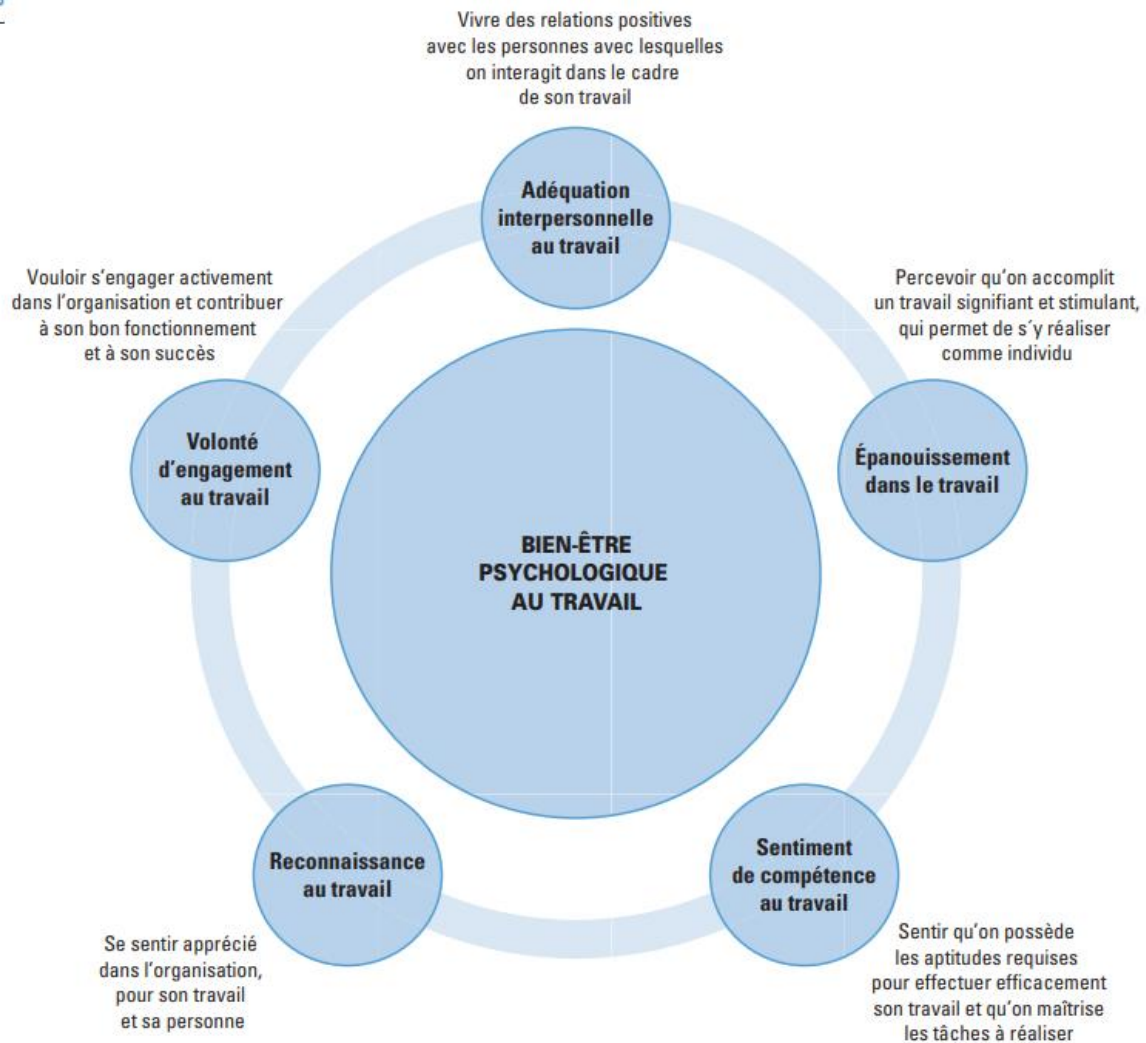 Vivre des relations positives
avec les personnes avec lesquelles
on interagit dans le cadre
de son travail
Adéquation
interpersonnelle
au travail
Percevoir qu'on accomplit
un travail signifiant et stimulant,
qui permet de s´y réaliser
comme individu
Épanouissement
dans le travail
Sentiment
de compétence
au travail
Sentir qu'on possède
les aptitudes requises
pour effectuer efficacement
son travail et qu'on maîtrise
les tâches à réaliser
Reconnaissance
au travail
Se sentir apprécié
dans l'organisation,
pour son travail
et sa personne
Vouloir s'engager activement
dans l'organisation et contribuer
à son bon fonctionnement
et à son succès
Volonté
d'engagement
au travail
BIEN-ÊTRE
PSYCHOLOGIQUE
AU TRAVAIL